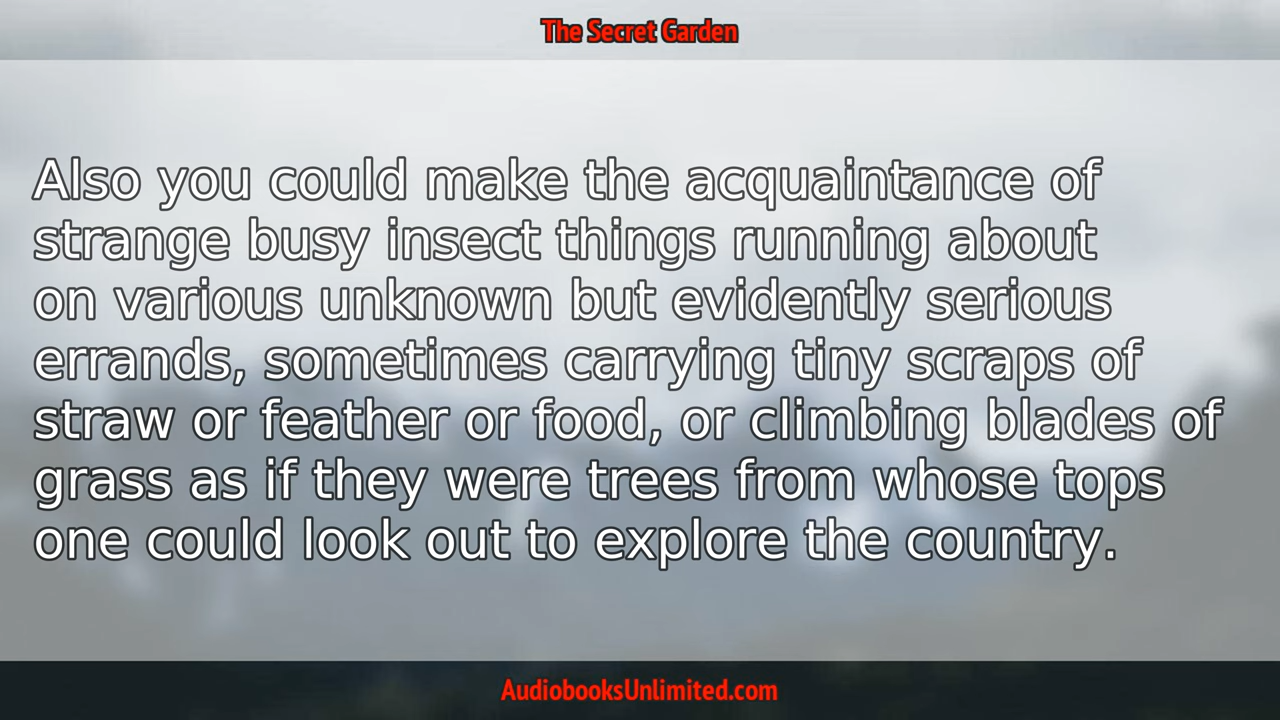 The Secret Garden
Also you could make the acquaintance of
strange busy insect things running about
on various unknown but evidently serious
errands, sometimes carrying tiny scraps of
straw or feather or food, or climbing blades of
grass as if they were trees from whose tops
one could look out to explore the country.
AudiobooksUnlimited.com